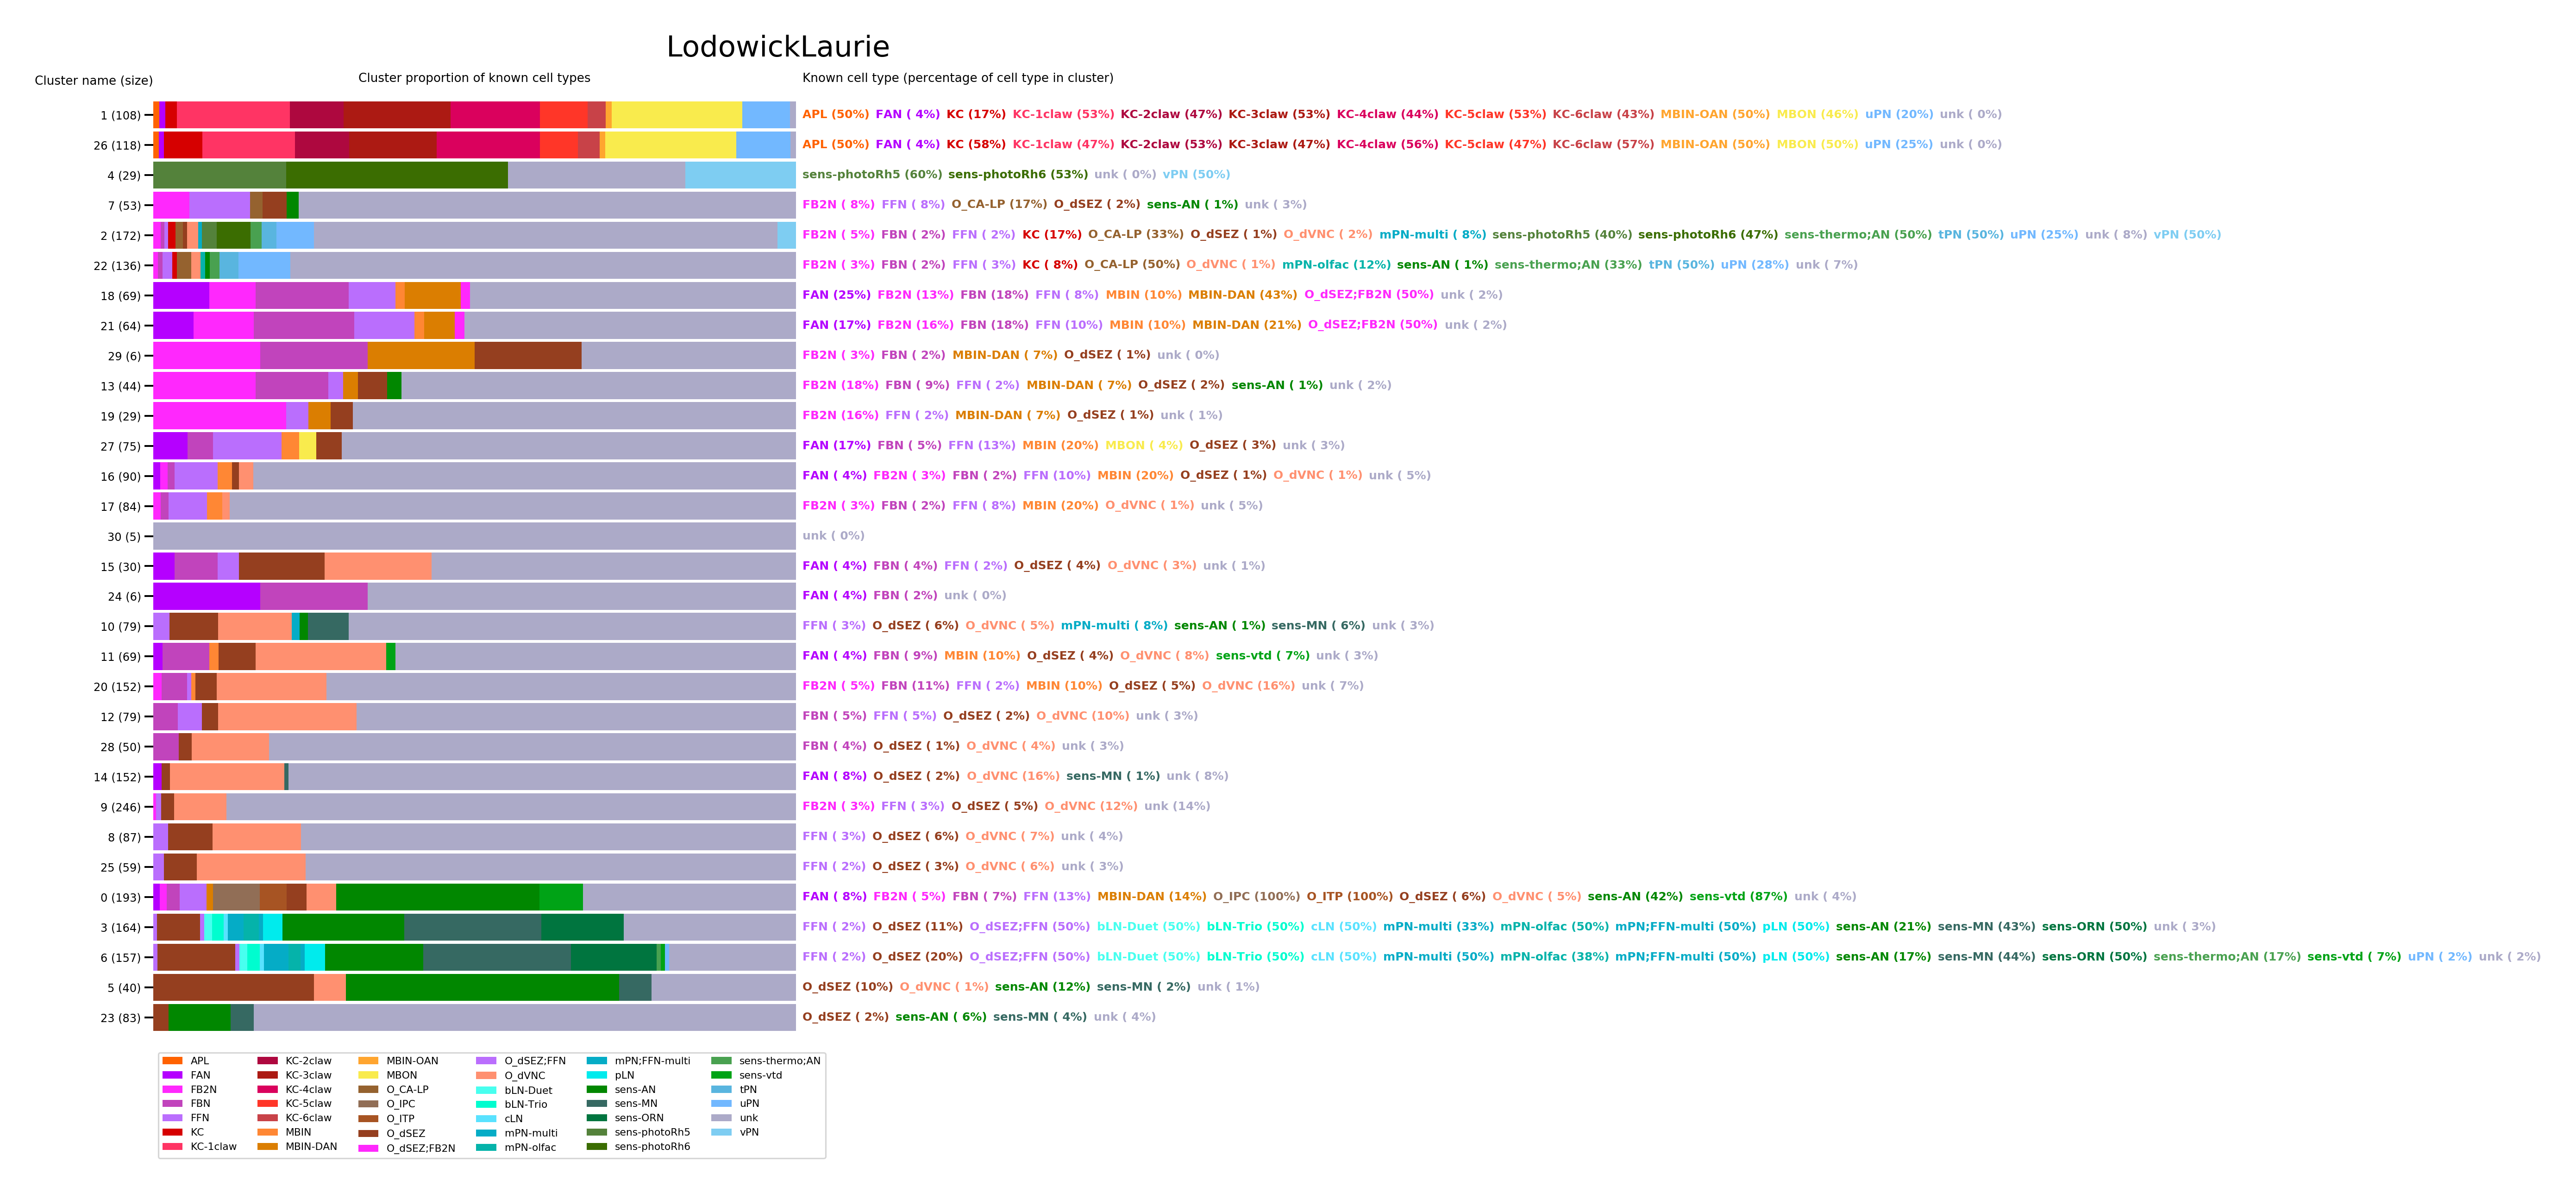 LodowickLaurie
Cluster name (size) Cluster proportion of known cell types Known cell type (percentage of cell type in cluster)
1 (108) APL (50%) FAN ( 4%) KC (17%) KC-1claw (53%) KC-2claw (47%) KC-3claw (53%) KC-4claw (44%) KC-5claw (53%) KC-6claw (43%) MBIN-OAN (50%) MBON (46%) uPN (20%) unk ( 0%)
26 (118) APL (50%) FAN ( 4%) KC (58%) KC-1claw (47%) KC-2claw (53%) KC-3claw (47%) KC-4claw (56%) KC-5claw (47%) KC-6claw (57%) MBIN-OAN (50%) MBON (50%) uPN (25%) unk ( 0%)
4 (29) sens-photoRh5 (60%) sens-photoRh6 (53%) unk ( 0%) vPN (50%)
7 (53) FB2N ( 8%) FFN ( 8%) O_CA-LP (17%) O_dSEZ ( 2%) sens-AN ( 1%) unk ( 3%)
2 (172) FB2N ( 5%) FBN ( 2%) FFN ( 2%) KC (17%) O_CA-LP (33%) O_dSEZ ( 1%) O_dVNC ( 2%) mPN-multi ( 8%) sens-photoRh5 (40%) sens-photoRh6 (47%) sens-thermo;AN (50%) tPN (50%) uPN (25%) unk ( 8%) vPN (50%)
22 (136) FB2N ( 3%) FBN ( 2%) FFN ( 3%) KC ( 8%) O_CA-LP (50%) O_dVNC ( 1%) mPN-olfac (12%) sens-AN ( 1%) sens-thermo;AN (33%) tPN (50%) uPN (28%) unk ( 7%)
18 (69) FAN (25%) FB2N (13%) FBN (18%) FFN ( 8%) MBIN (10%) MBIN-DAN (43%) O_dSEZ;FB2N (50%) unk ( 2%)
21 (64) FAN (17%) FB2N (16%) FBN (18%) FFN (10%) MBIN (10%) MBIN-DAN (21%) O_dSEZ;FB2N (50%) unk ( 2%)
29 (6) FB2N ( 3%) FBN ( 2%) MBIN-DAN ( 7%) O_dSEZ ( 1%) unk ( 0%)
13 (44) FB2N (18%) FBN ( 9%) FFN ( 2%) MBIN-DAN ( 7%) O_dSEZ ( 2%) sens-AN ( 1%) unk ( 2%)
19 (29) FB2N (16%) FFN ( 2%) MBIN-DAN ( 7%) O_dSEZ ( 1%) unk ( 1%)
27 (75) FAN (17%) FBN ( 5%) FFN (13%) MBIN (20%) MBON ( 4%) O_dSEZ ( 3%) unk ( 3%)
16 (90) FAN ( 4%) FB2N ( 3%) FBN ( 2%) FFN (10%) MBIN (20%) O_dSEZ ( 1%) O_dVNC ( 1%) unk ( 5%)
17 (84) FB2N ( 3%) FBN ( 2%) FFN ( 8%) MBIN (20%) O_dVNC ( 1%) unk ( 5%)
30 (5) unk ( 0%)
15 (30) FAN ( 4%) FBN ( 4%) FFN ( 2%) O_dSEZ ( 4%) O_dVNC ( 3%) unk ( 1%)
24 (6) FAN ( 4%) FBN ( 2%) unk ( 0%)
10 (79) FFN ( 3%) O_dSEZ ( 6%) O_dVNC ( 5%) mPN-multi ( 8%) sens-AN ( 1%) sens-MN ( 6%) unk ( 3%)
11 (69) FAN ( 4%) FBN ( 9%) MBIN (10%) O_dSEZ ( 4%) O_dVNC ( 8%) sens-vtd ( 7%) unk ( 3%)
20 (152) FB2N ( 5%) FBN (11%) FFN ( 2%) MBIN (10%) O_dSEZ ( 5%) O_dVNC (16%) unk ( 7%)
12 (79) FBN ( 5%) FFN ( 5%) O_dSEZ ( 2%) O_dVNC (10%) unk ( 3%)
28 (50) FBN ( 4%) O_dSEZ ( 1%) O_dVNC ( 4%) unk ( 3%)
14 (152) FAN ( 8%) O_dSEZ ( 2%) O_dVNC (16%) sens-MN ( 1%) unk ( 8%)
9 (246) FB2N ( 3%) FFN ( 3%) O_dSEZ ( 5%) O_dVNC (12%) unk (14%)
8 (87) FFN ( 3%) O_dSEZ ( 6%) O_dVNC ( 7%) unk ( 4%)
25 (59) FFN ( 2%) O_dSEZ ( 3%) O_dVNC ( 6%) unk ( 3%)
0 (193) FAN ( 8%) FB2N ( 5%) FBN ( 7%) FFN (13%) MBIN-DAN (14%) O_IPC (100%) O_ITP (100%) O_dSEZ ( 6%) O_dVNC ( 5%) sens-AN (42%) sens-vtd (87%) unk ( 4%)
3 (164) FFN ( 2%) O_dSEZ (11%) O_dSEZ;FFN (50%) bLN-Duet (50%) bLN-Trio (50%) cLN (50%) mPN-multi (33%) mPN-olfac (50%) mPN;FFN-multi (50%) pLN (50%) sens-AN (21%) sens-MN (43%) sens-ORN (50%) unk ( 3%)
6 (157) FFN ( 2%) O_dSEZ (20%) O_dSEZ;FFN (50%) bLN-Duet (50%) bLN-Trio (50%) cLN (50%) mPN-multi (50%) mPN-olfac (38%) mPN;FFN-multi (50%) pLN (50%) sens-AN (17%) sens-MN (44%) sens-ORN (50%) sens-thermo;AN (17%) sens-vtd ( 7%) uPN ( 2%) unk ( 2%)
5 (40) O_dSEZ (10%) O_dVNC ( 1%) sens-AN (12%) sens-MN ( 2%) unk ( 1%)
23 (83) O_dSEZ ( 2%) sens-AN ( 6%) sens-MN ( 4%) unk ( 4%)
APL KC-2claw MBIN-OAN O_dSEZ;FFN mPN;FFN-multi sens-thermo;AN
FAN KC-3claw MBON O_dVNC pLN sens-vtd
FB2N KC-4claw O_CA-LP bLN-Duet sens-AN tPN
FBN KC-5claw O_IPC bLN-Trio sens-MN uPN
FFN KC-6claw O_ITP cLN sens-ORN unk
KC MBIN O_dSEZ mPN-multi sens-photoRh5 vPN
KC-1claw MBIN-DAN O_dSEZ;FB2N mPN-olfac sens-photoRh6